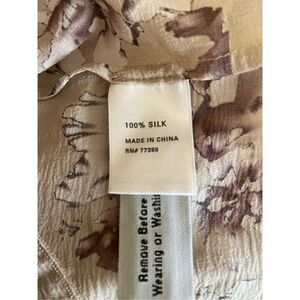 100% SILK
MADE IN CHINA
RN# 77388
Remove Before
Wearing or Washi